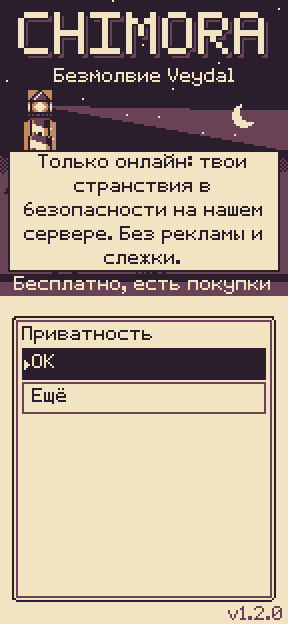 CHIMORA
Безмолвие Veydal
Только онлайн: твои
странствия в
безопасности на нашем
сервере. Без рекламы и
слежки.
Бесплатно, есть покупки
Приватность
ОК
Ещё
v1.2.0